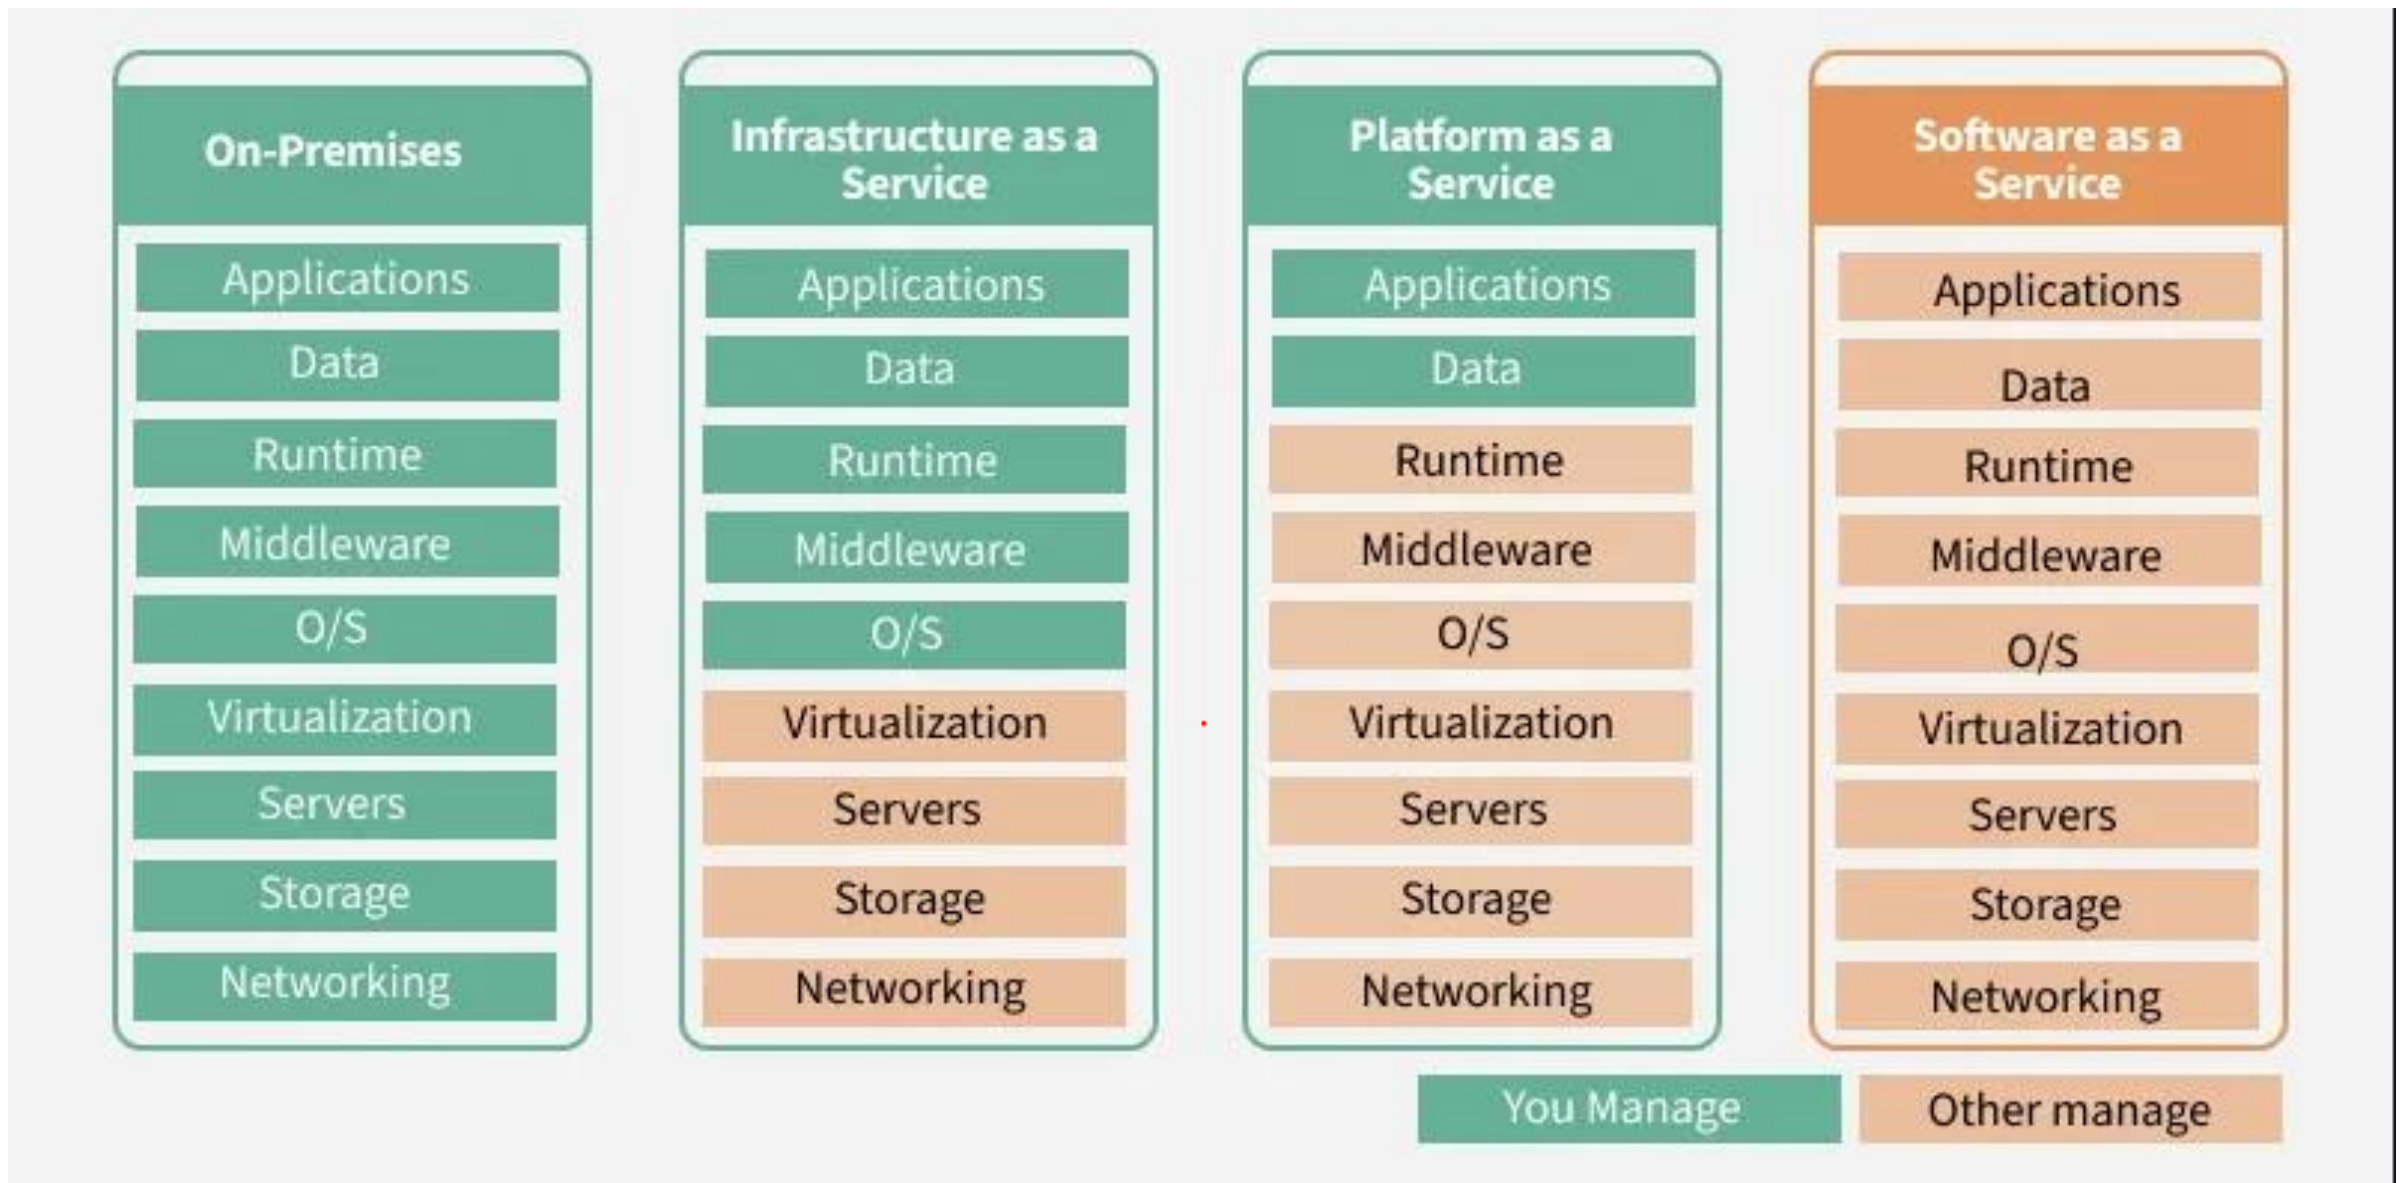 On-Premises
Applications
Data
Runtime
Middleware
O/S
Virtualization
Servers
Storage
Networking
Infrastructure as a
Service
Applications
Data
Runtime
Middleware
O/S
Virtualization
Servers
Storage
Networking
Platform as a
Service
Applications
Data
Runtime
Middleware
O/S
Virtualization
Servers
Storage
Networking
Software as a
Service
Applications
Data
Runtime
Middleware
O/S
Virtualization
Servers
Storage
Networking
You Manage
Other manage